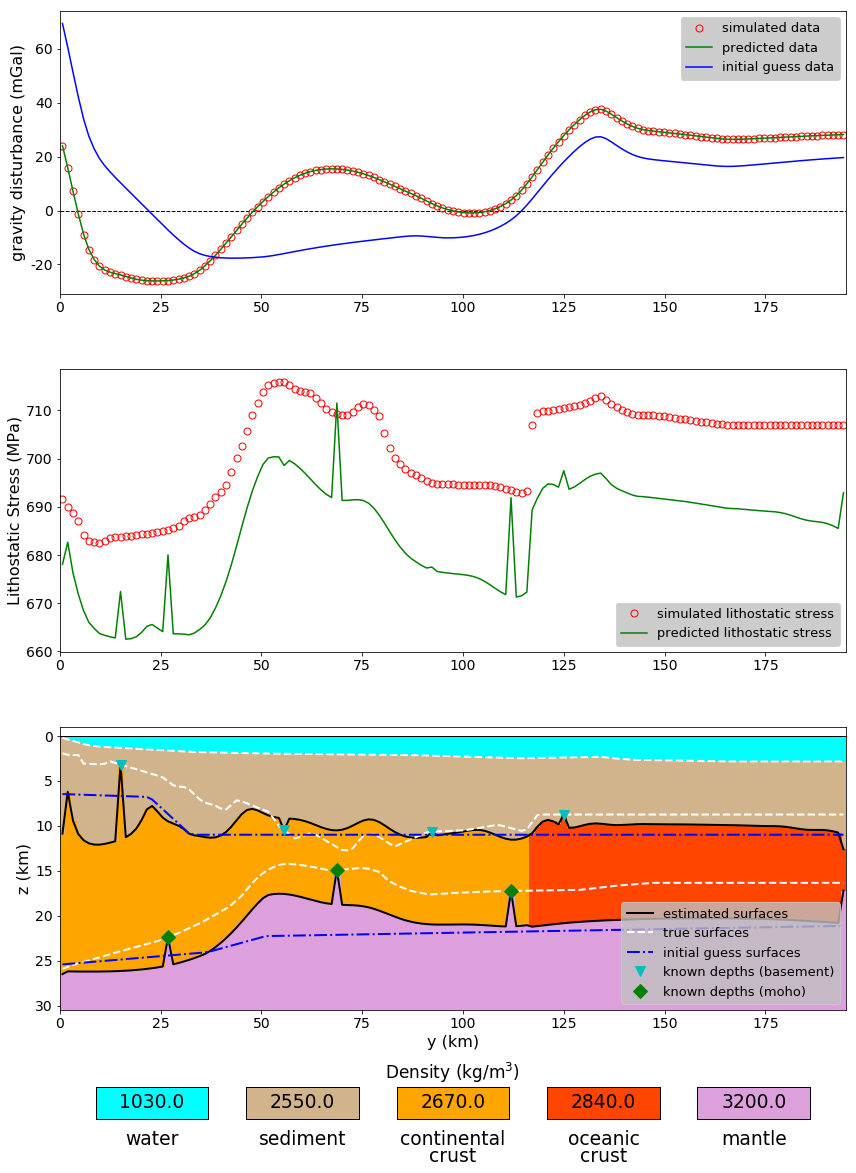 gravity disturbance (mGal)
60
40
20
0
-20
simulated data
predicted data
initial guess data
0 25 50 75 100 125 150 175
Lithostatic Stress (MPa)
710
700
690
680
670
660
simulated lithostatic stress
predicted lithostatic stress
0 25 50 75 100 125 150 175
z (km)
0
5
10
15
20
25
30
estimated surfaces
true surfaces
initial guess surfaces
known depths (basement)
known depths (moho)
0 25 50 75 100 125 150 175
y (km)
Density (kg/m³)
1030.0 2550.0 2670.0 2840.0 3200.0
water sediment continental oceanic mantle
crust crust